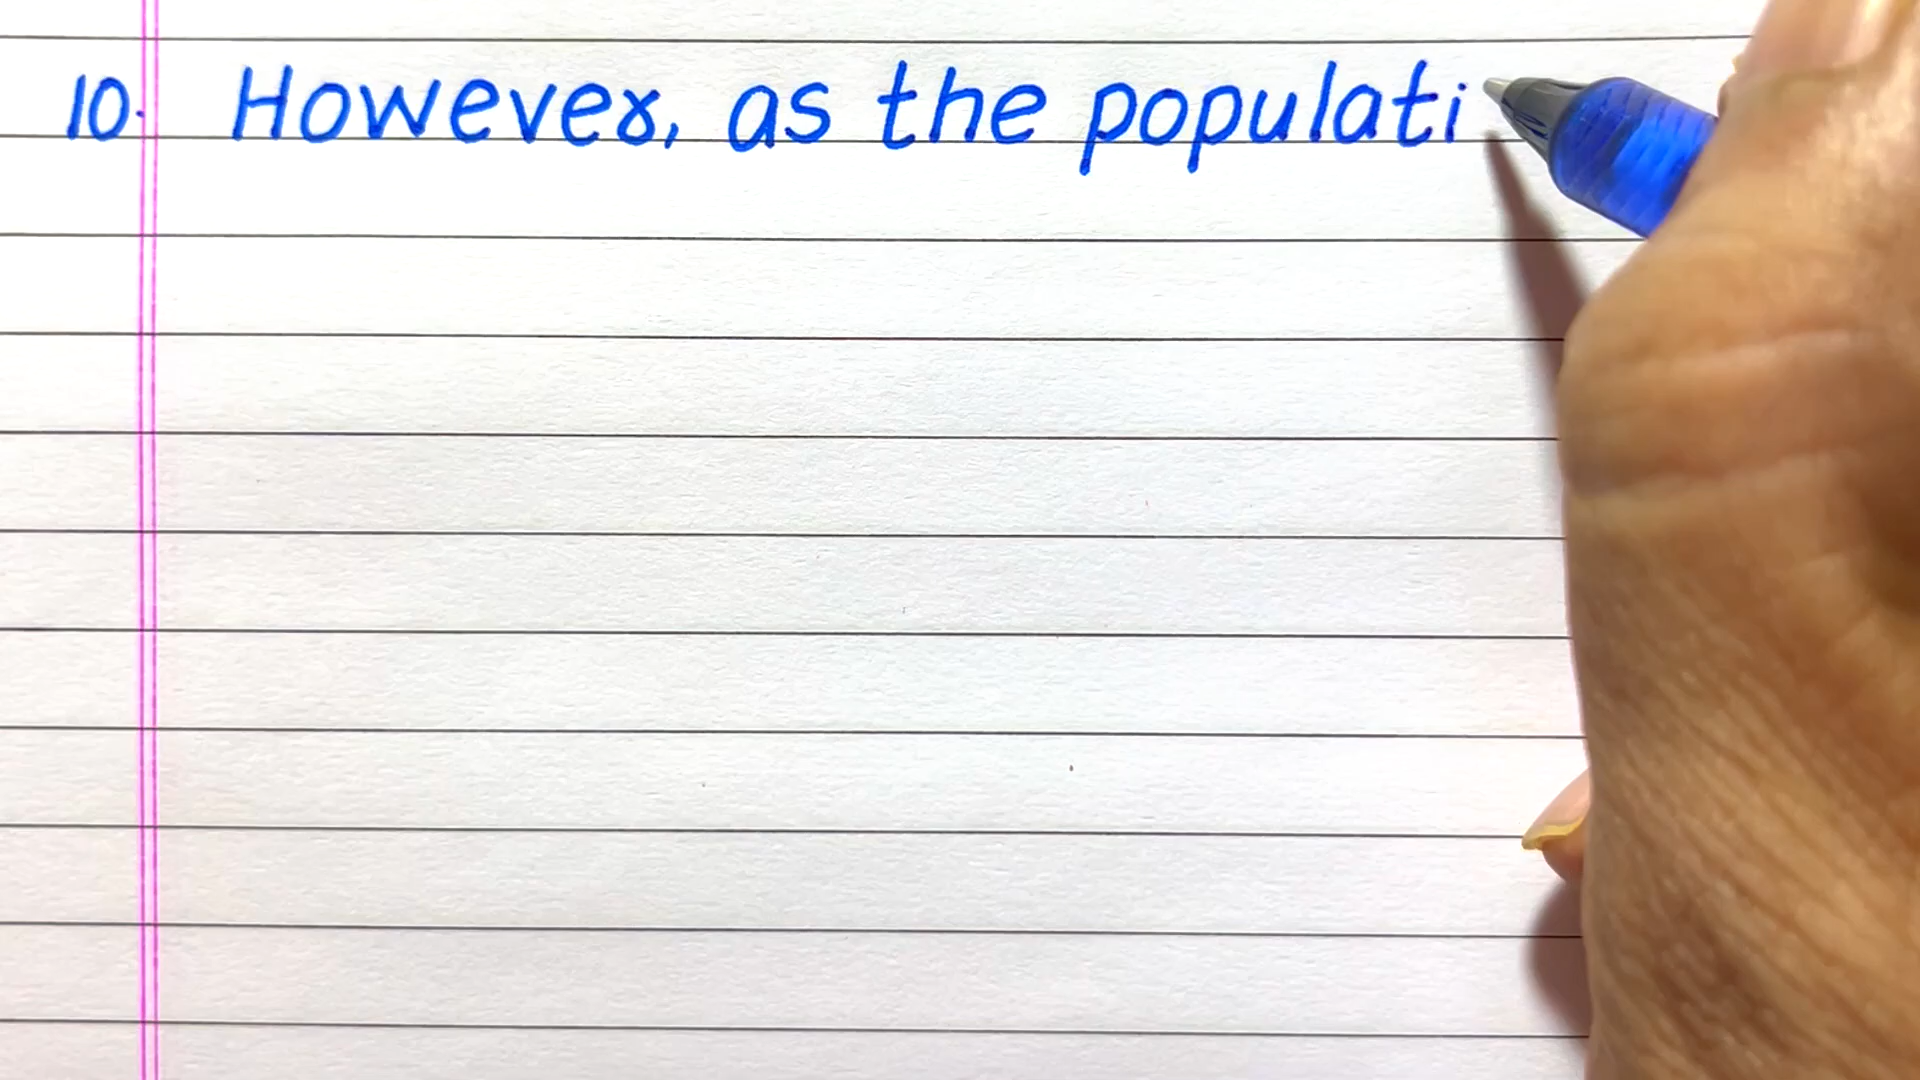 10. However, as the populati